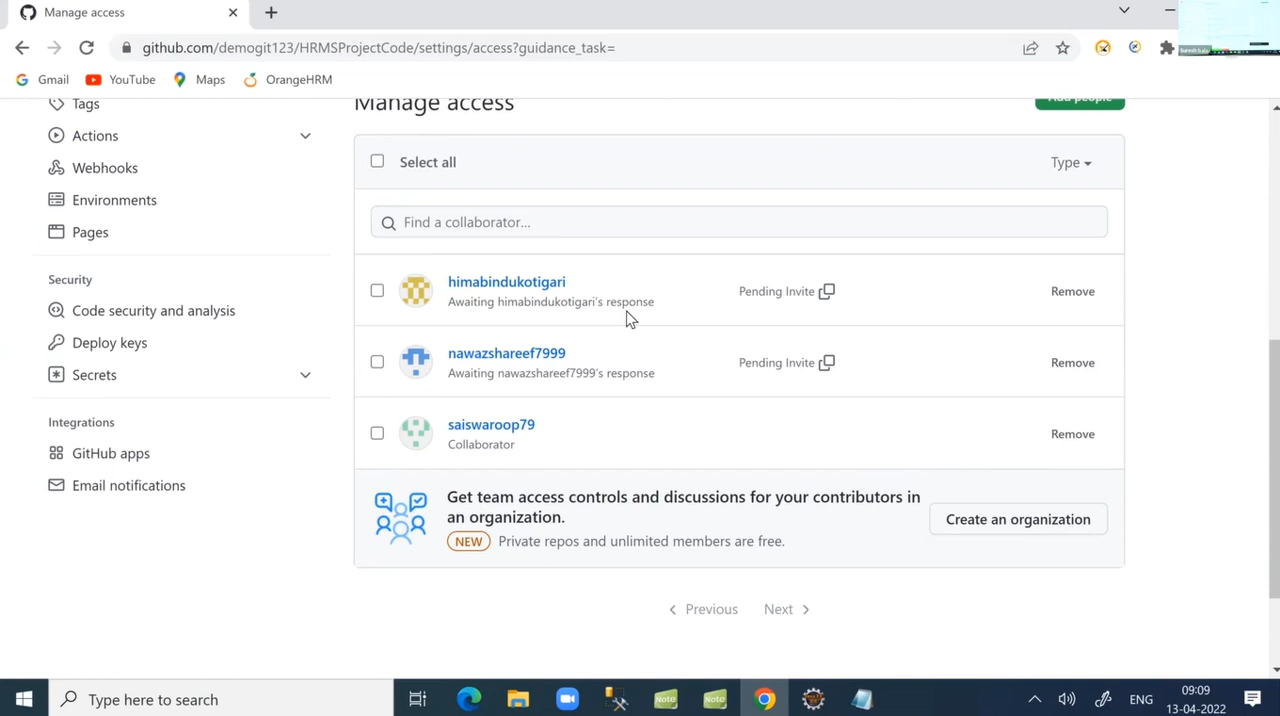 Manage access
github.com/demogit123/HRMSProjectCode/settings/access?guidance_task=
Gmail YouTube Maps OrangeHRM
Tags
Actions
Webhooks
Environments
Pages
Security
Code security and analysis
Deploy keys
Secrets
Integrations
GitHub apps
Email notifications
Manage access
Add people
Select all
Type
Find a collaborator...
himabindukotigari
Awaiting himabindukotigari's response
Pending Invite
Remove
nawazshareef7999
Awaiting nawazshareef7999's response
Pending Invite
Remove
saiswaroop79
Collaborator
Remove
Get team access controls and discussions for your contributors in
an organization.
NEW Private repos and unlimited members are free.
Create an organization
Previous Next
Type here to search
Note
Note
ENG
09:09
13-04-2022